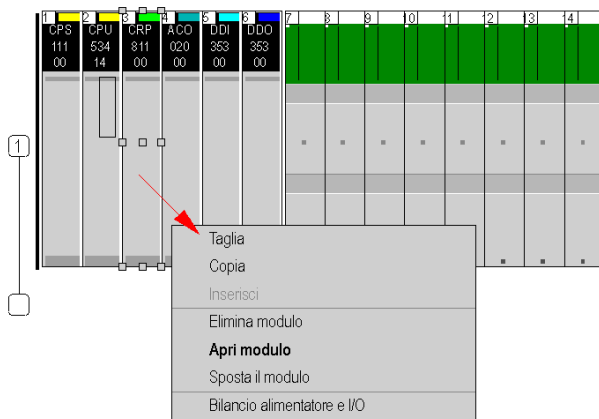 1 2 3 4 5 6 7 8 9 10 11 12 13 14
CPS CPU CRP ACO DDI DDO
111 534 811 020 353 353
00 14 00 00 00 00
1
Taglia
Copia
Inserisci
Elimina modulo
Apri modulo
Sposta il modulo
Bilancio alimentatore e I/O